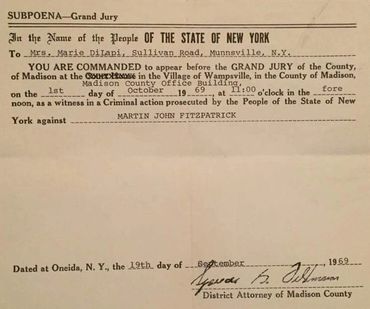 SUBPOENA—Grand Jury
In the Name of the People OF THE STATE OF NEW YORK
To Mrs. Marie DiLapi, Sullivan Road, Munnsville, N.Y.
YOU ARE COMMANDED to appear before the GRAND JURY of the County,
of Madison at the Court House in the Village of Wampsville, in the County of Madison,
Madison County Office Building,
on the 1st day of October 19 69, at 11:00 o'clock in the fore
noon, as a witness in a Criminal action prosecuted by the People of the State of New
York against MARTIN JOHN FITZPATRICK
Dated at Oneida, N. Y., the 19th day of September, 1969
District Attorney of Madison County